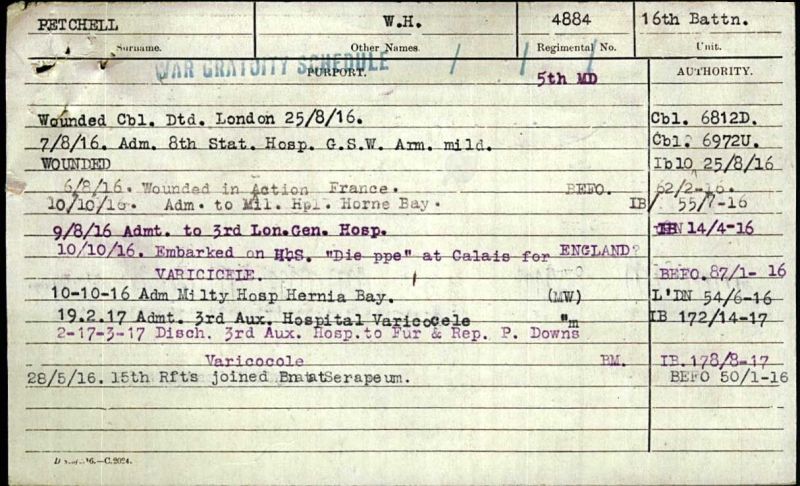 PETCHELL W.H. 4884 16th Battn.
Surname. Other Names. Regimental No. Unit.
WAR GRATUITY SCHEDULE / / /
PURPORT. 5th MD AUTHORITY.
Wounded Cbl. Dtd. London 25/8/16. Cbl. 6812D.
7/8/16. Adm. 8th Stat. Hosp. G.S.W. Arm. mild. Cbl. 6972U.
WOUNDED Ib10 25/8/16
6/8/16. Wounded in Action France. BEFO. 62/2-16.
10/10/16. Adm. to Mil. Hpl. Horne Bay. IB/ 55/7-16
9/8/16 Admt. to 3rd Lon.Gen. Hosp. 14/4-16
10/10/16. Embarked on HbS. "Die ppe" at Calais for ENGLAND?
VARICICELE. BEFO. 87/1- 16
10-10-16 Adm Milty Hosp Hernia Bay. (MW) L'DN 54/6-16
19.2.17 Admt. 3rd Aux. Hospital Varicocele "m IB 172/14-17
2-17-3-17 Disch. 3rd Aux. Hosp.to Fur & Rep. P. Downs
Varicocole BM. IB.178/8-17
28/5/16. 15th Rfts joined Serapeum. BEFO 50/1-16
16.—C.2024.